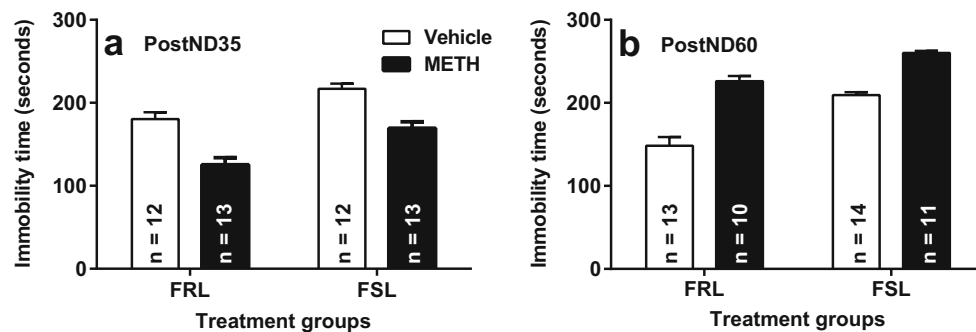 a PostND35
Vehicle
METH
Immobility time (seconds)
300
200
100
0
n = 12
n = 13
n = 12
n = 13
FRL
FSL
Treatment groups
b PostND60
Immobility time (seconds)
300
200
100
0
n = 13
n = 10
n = 14
n = 11
FRL
FSL
Treatment groups